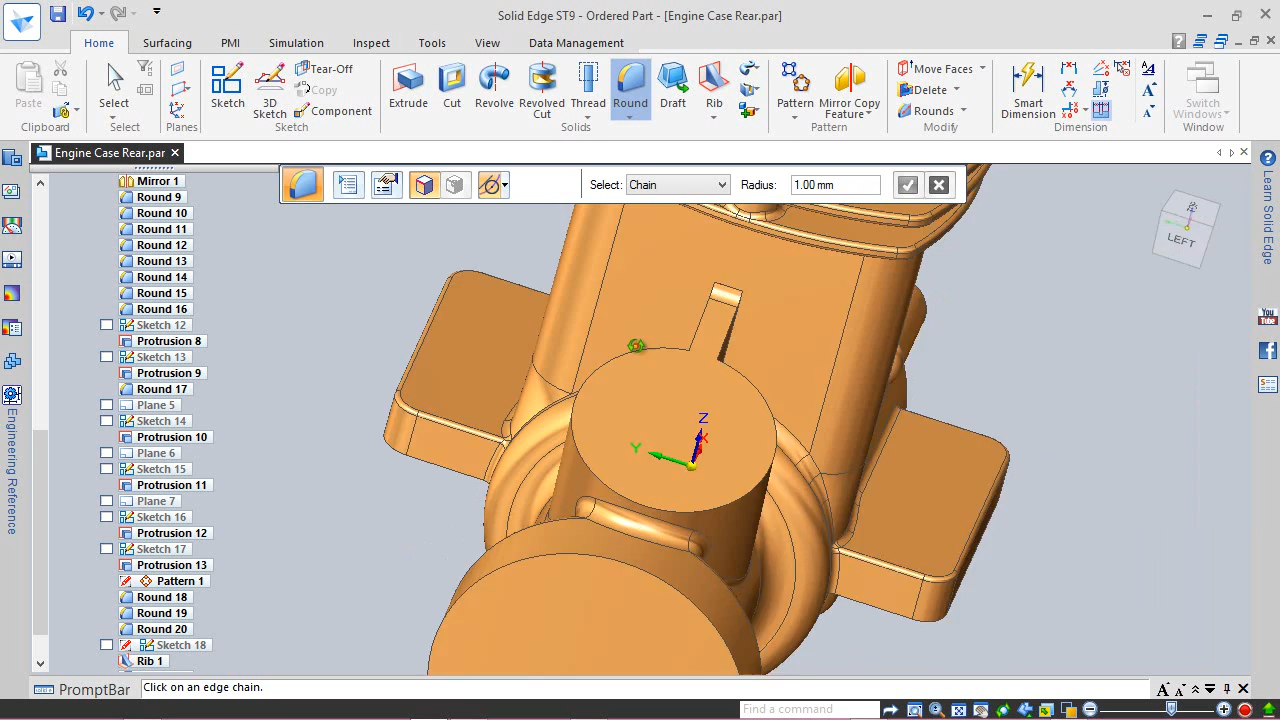 Solid Edge ST9 - Ordered Part - [Engine Case Rear.par]
Home Surfacing PMI Simulation Inspect Tools View Data Management
Paste
Clipboard
Select
Select
Planes
Sketch
3D Sketch
Tear-Off
Copy
Component
Sketch
Extrude
Cut
Revolve
Revolved Cut
Thread
Round
Draft
Rib
Solids
Pattern
Mirror Copy Feature
Pattern
Move Faces
Delete
Rounds
Modify
Smart Dimension
Dimension
Switch Windows
Window
Engine Case Rear.par
Select: Chain Radius: 1.00 mm
Mirror 1
Round 9
Round 10
Round 11
Round 12
Round 13
Round 14
Round 15
Round 16
Sketch 12
Protrusion 8
Sketch 13
Protrusion 9
Round 17
Plane 5
Sketch 14
Protrusion 10
Plane 6
Sketch 15
Protrusion 11
Plane 7
Sketch 16
Protrusion 12
Sketch 17
Protrusion 13
Pattern 1
Round 18
Round 19
Round 20
Sketch 18
Rib 1
Engineering Reference
LEFT
Z
X
Y
Learn Solid Edge
You Tube
PromptBar
Click on an edge chain.
Find a command